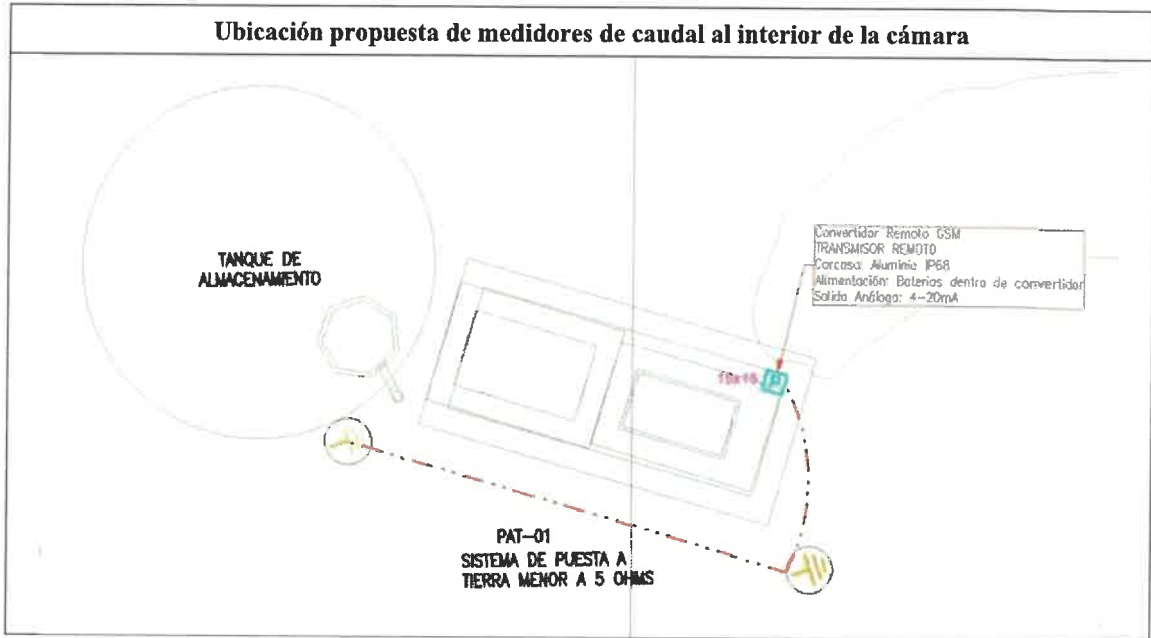 Ubicación propuesta de medidores de caudal al interior de la cámara
TANQUE DE
ALMACENAMIENTO
Convertidor Remoto GSM
TRANSMISOR REMOTO
Carcasa: Aluminio IP68
Alimentación: Baterias dentro de convertidor
Salida Análoga: 4-20mA
PAT-01
SISTEMA DE PUESTA A
TIERRA MENOR A 5 OHMS